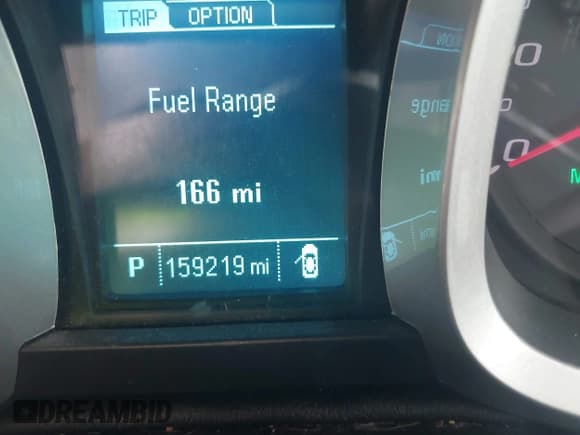 TRIP OPTION
Fuel Range
166 mi
P 159219 mi
DREAMBID